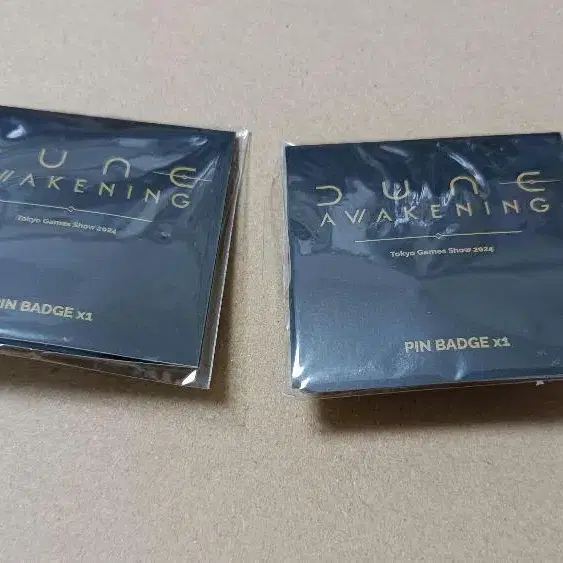 DUNE
AWAKENING
Tokyo Games Show 2024
PIN BADGE x1
DUNE
AWAKENING
Tokyo Games Show 2024
PIN BADGE x1